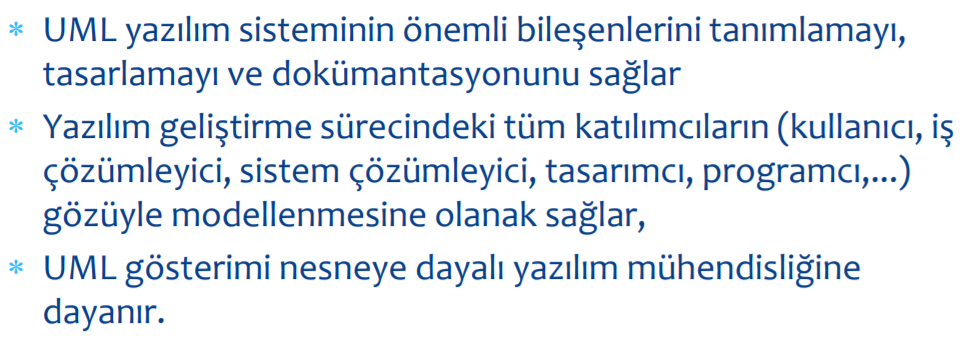 * UML yazılım sisteminin önemli bileşenlerini tanımlamayı,
tasarlamayı ve dokümantasyonunu sağlar
* Yazılım geliştirme sürecindeki tüm katılımcıların (kullanıcı, iş
çözümleyici, sistem çözümleyici, tasarımcı, programcı,...)
gözüyle modellenmesine olanak sağlar,
* UML gösterimi nesneye dayalı yazılım mühendisliğine
dayanır.